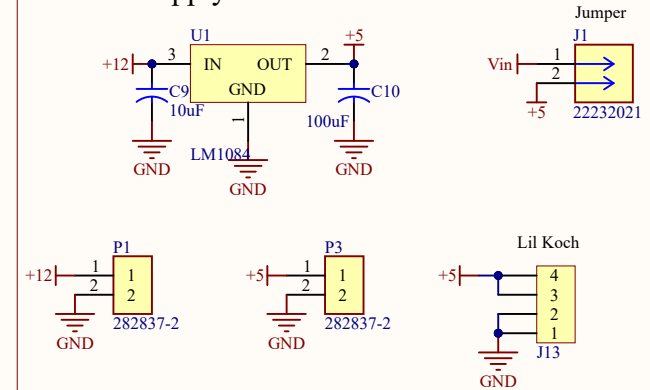 Jumper
U1
J1
+5
+12
3
IN
OUT
2
Vin
1
2
C9
10uF
GND
C10
100uF
1
+5
22232021
LM1084
GND
GND
GND
Lil Koch
P1
P3
+12
1
1
2
2
GND
282837-2
+5
1
1
2
2
GND
282837-2
+5
4
3
2
1
J13
GND